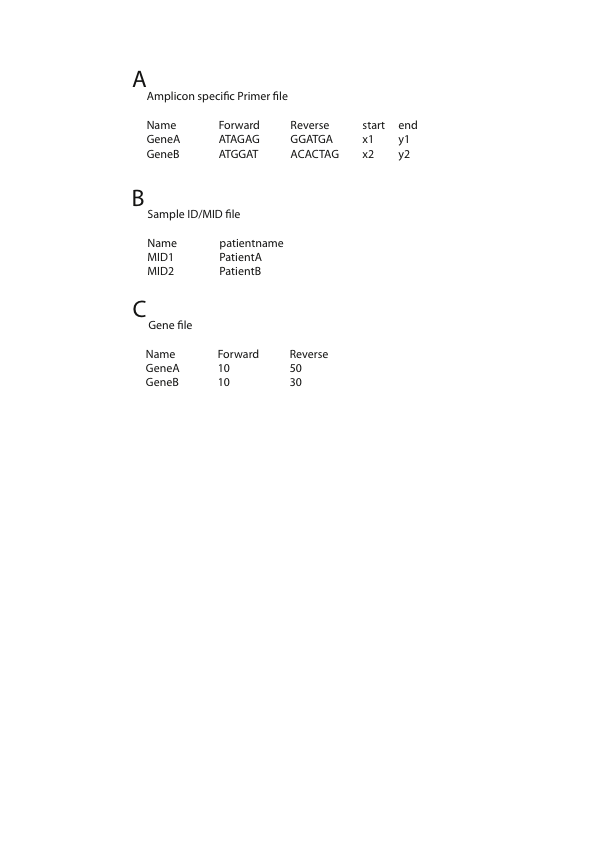 A
Amplicon specific Primer file
Name Forward Reverse start end
GeneA ATAGAG GGATGA x1 y1
GeneB ATGGAT ACACTAG x2 y2
B
Sample ID/MID file
Name patientname
MID1 PatientA
MID2 PatientB
C
Gene file
Name Forward Reverse
GeneA 10 50
GeneB 10 30